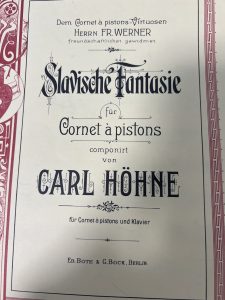 Dem Cornet à pistons-Virtuosen
HERRN FR. WERNER
freundschaftlichst gewidmet.
Slavische Fantasie
für
Cornet à pistons
componirt
von
CARL HÖHNE
für Cornet à pistons und Klavier
ED. BOTE & G. BOCK, BERLIN.